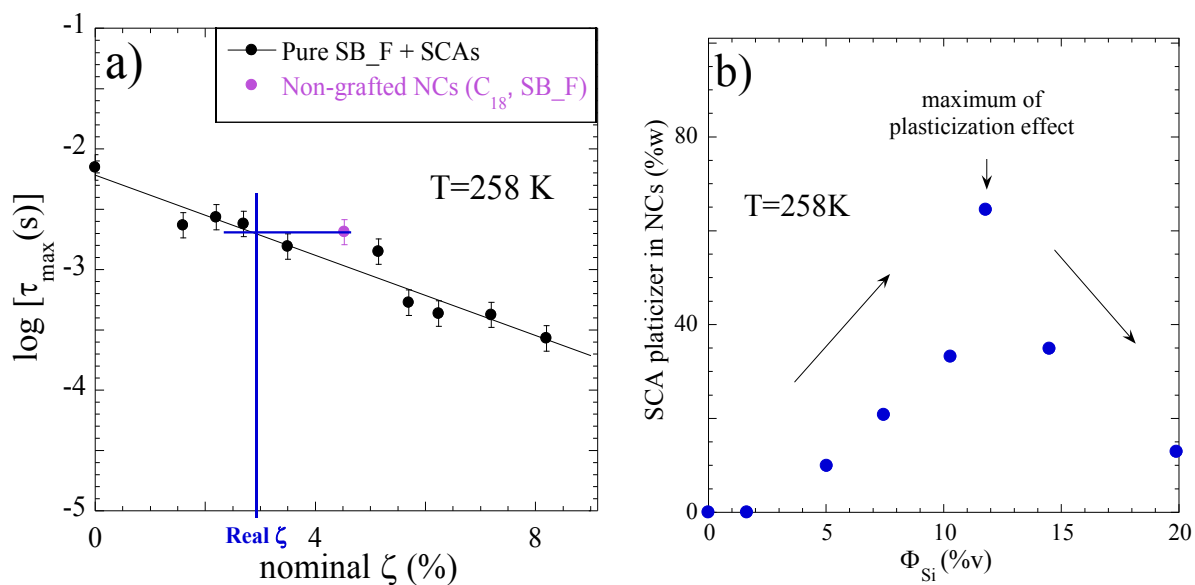 a)
Pure SB_F + SCAs
Non-grafted NCs (C18, SB_F)
T=258 K
log [τmax(s)]
-1
-2
-3
-4
-5
0
4
8
Real ζ
nominal ζ (%)
b)
maximum of
plasticization effect
T=258K
SCA platicizer in NCs (%w)
80
40
0
0
5
10
15
20
ΦSi (%v)